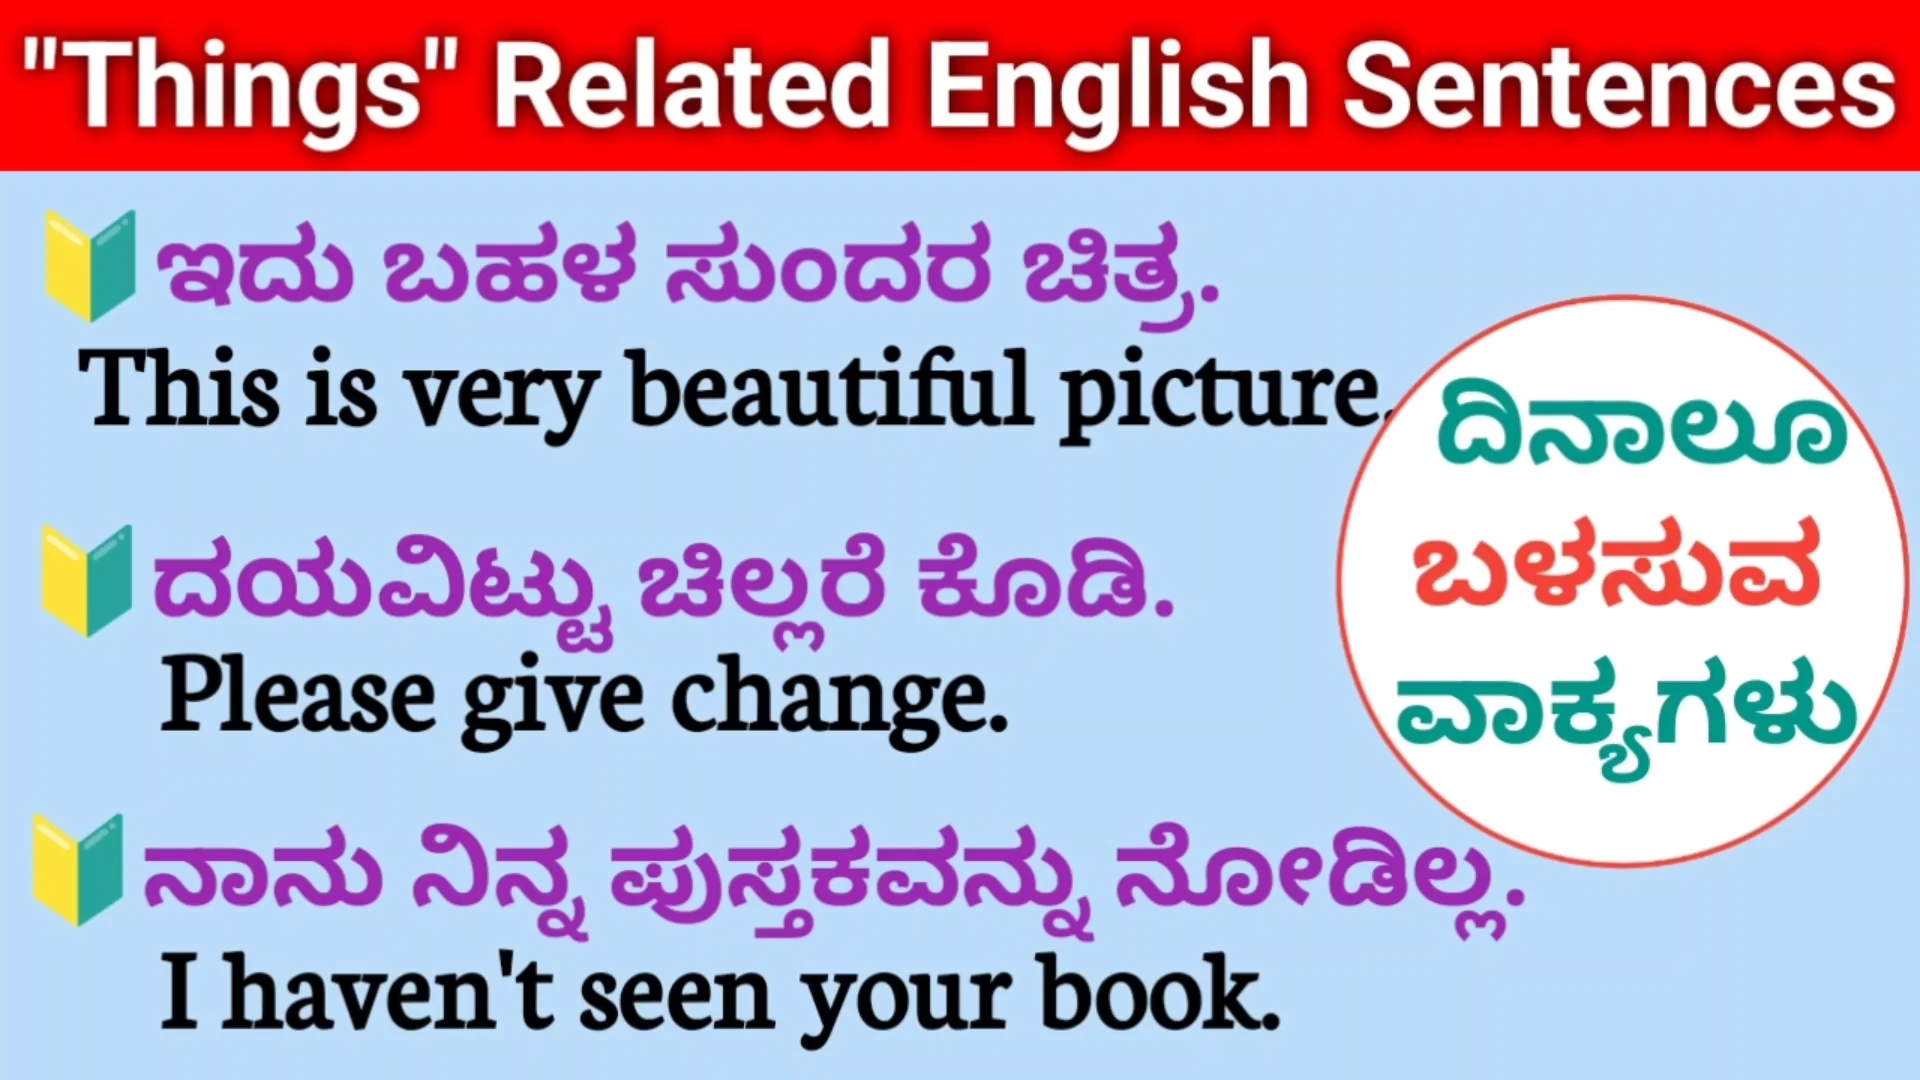 "Things" Related English Sentences
ಇದು ಬಹಳ ಸುಂದರ ಚಿತ್ರ.
This is very beautiful picture.
ದಯವಿಟ್ಟು ಚಿಲ್ಲರೆ ಕೊಡಿ.
Please give change.
ನಾನು ನಿನ್ನ ಪುಸ್ತಕವನ್ನು ನೋಡಿಲ್ಲ.
I haven't seen your book.
ದಿನಾಲೂ
ಬಳಸುವ
ವಾಕ್ಯಗಳು